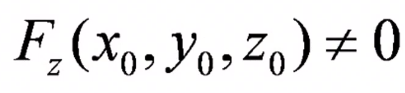 F_z(x_0, y_0, z_0) ≠ 0